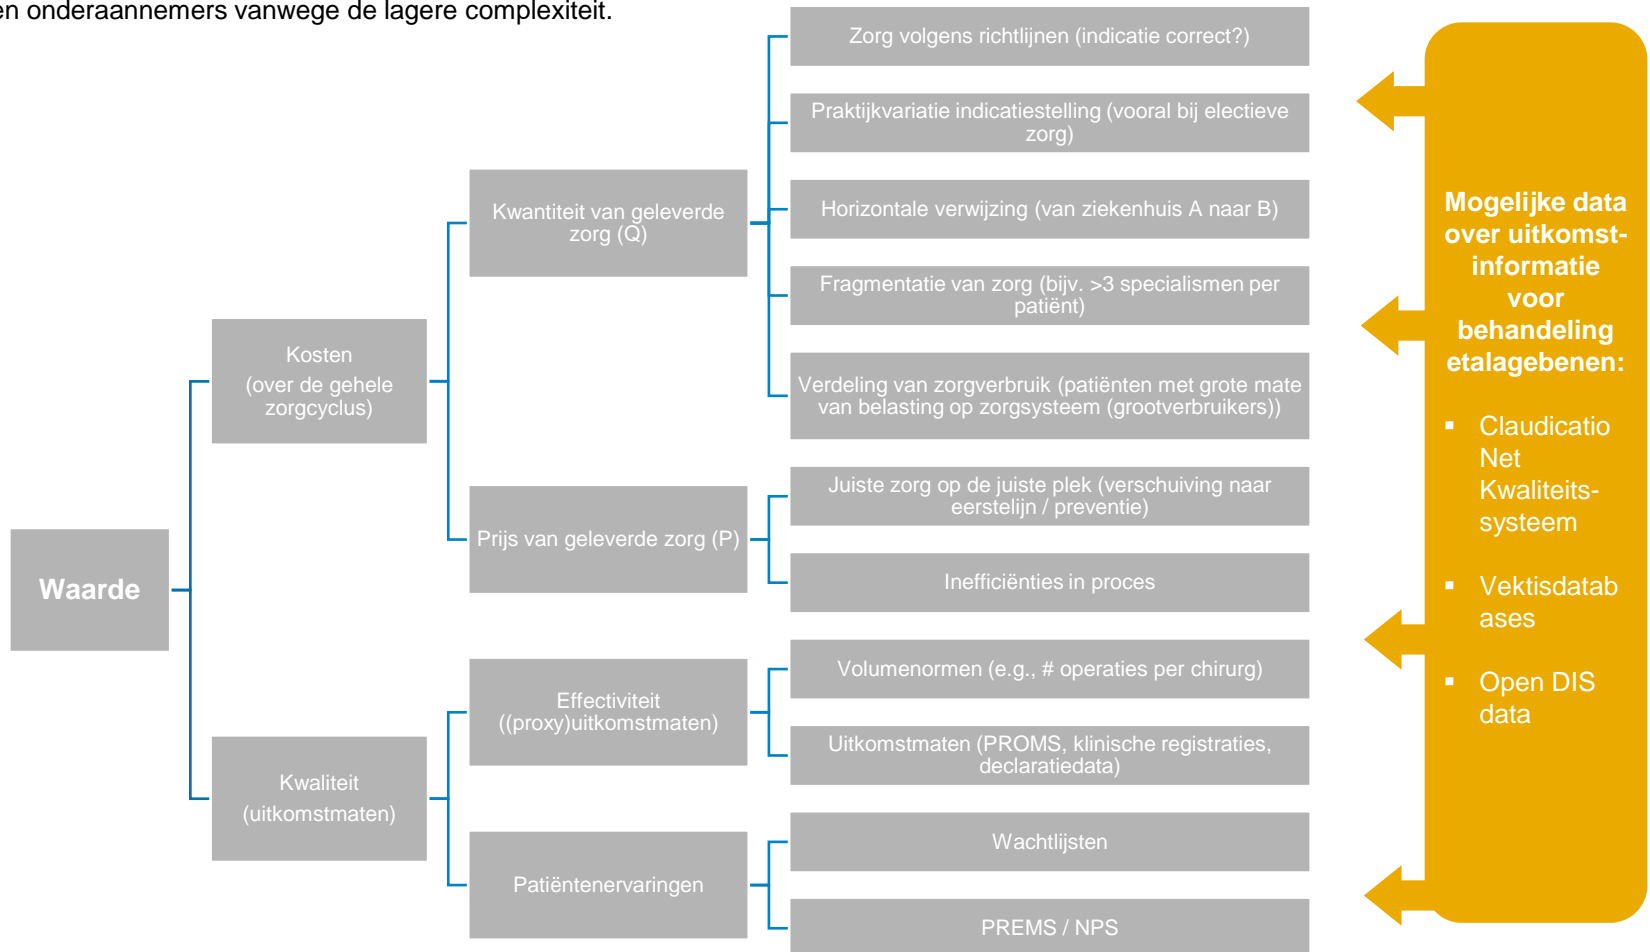 en onderaannemers vanwege de lagere complexiteit.
Waarde
Kosten
(over de gehele
zorgcyclus)
Kwaliteit
(uitkomstmaten)
Kwantiteit van geleverde
zorg (Q)
Prijs van geleverde zorg (P)
Effectiviteit
((proxy)uitkomstmaten)
Patiëntenervaringen
Zorg volgens richtlijnen (indicatie correct?)
Praktijkvariatie indicatiestelling (vooral bij electieve
zorg)
Horizontale verwijzing (van ziekenhuis A naar B)
Fragmentatie van zorg (bijv. >3 specialismen per
patiënt)
Verdeling van zorgverbruik (patiënten met grote mate
van belasting op zorgsysteem (grootverbruikers))
Juiste zorg op de juiste plek (verschuiving naar
eerstelijn / preventie)
Inefficiënties in proces
Volumenormen (e.g., # operaties per chirurg)
Uitkomstmaten (PROMS, klinische registraties,
declaratiedata)
Wachtlijsten
PREMS / NPS
Mogelijke data
over uitkomst-
informatie
voor
behandeling
etalagebenen:
▪ Claudicatio
Net
Kwaliteits-
systeem
▪ Vektisdatab
ases
▪ Open DIS
data